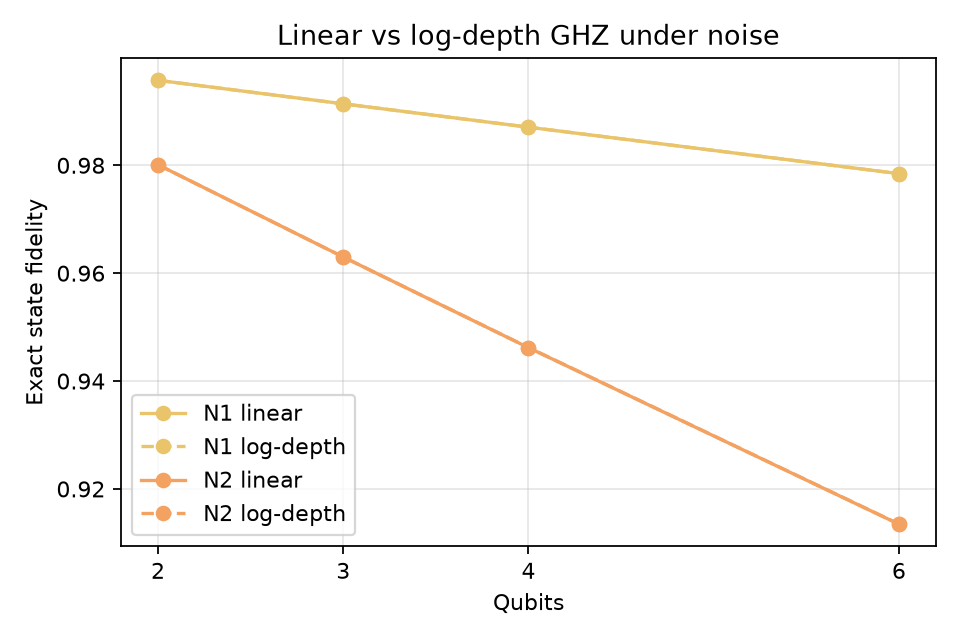 Linear vs log-depth GHZ under noise
Exact state fidelity
0.98
0.96
0.94
0.92
N1 linear
N1 log-depth
N2 linear
N2 log-depth
2 3 4 6
Qubits